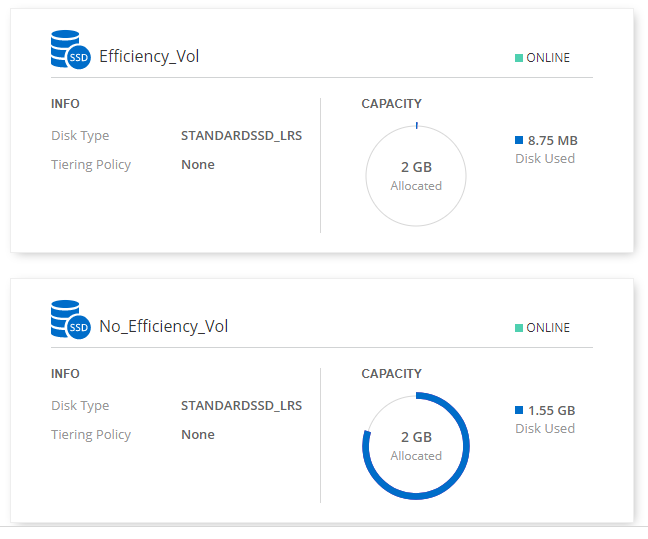 SSD Efficiency_Vol
ONLINE
INFO
CAPACITY
Disk Type STANDARDSSD_LRS
Tiering Policy None
2 GB
Allocated
8.75 MB
Disk Used
SSD No_Efficiency_Vol
ONLINE
INFO
CAPACITY
Disk Type STANDARDSSD_LRS
Tiering Policy None
2 GB
Allocated
1.55 GB
Disk Used